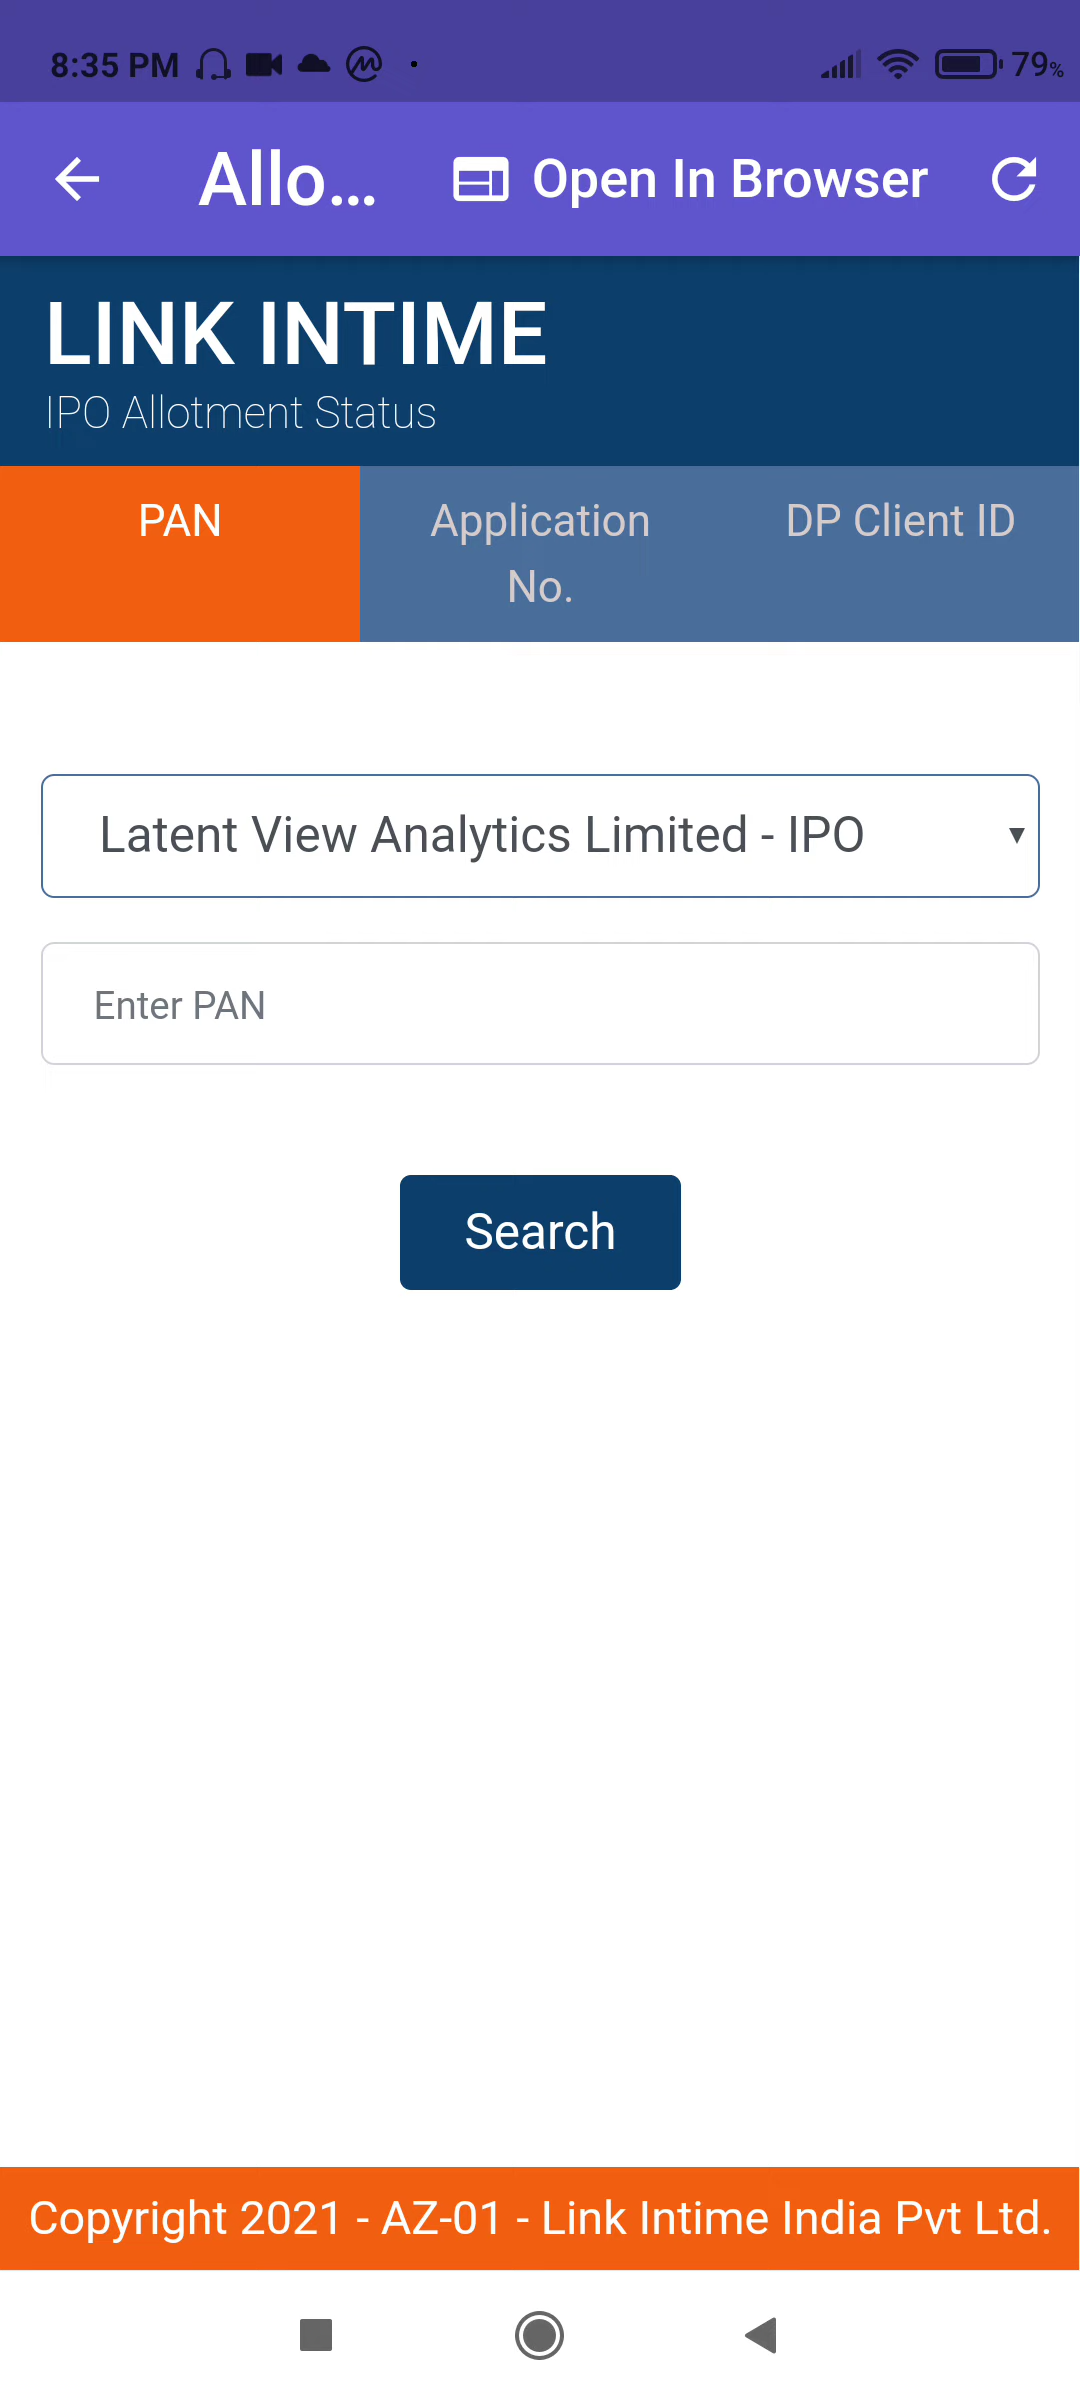 8:35 PM
79%
Allo...
Open In Browser
LINK INTIME
IPO Allotment Status
PAN
Application
No.
DP Client ID
Latent View Analytics Limited - IPO
Enter PAN
Search
Copyright 2021 - AZ-01 - Link Intime India Pvt Ltd.